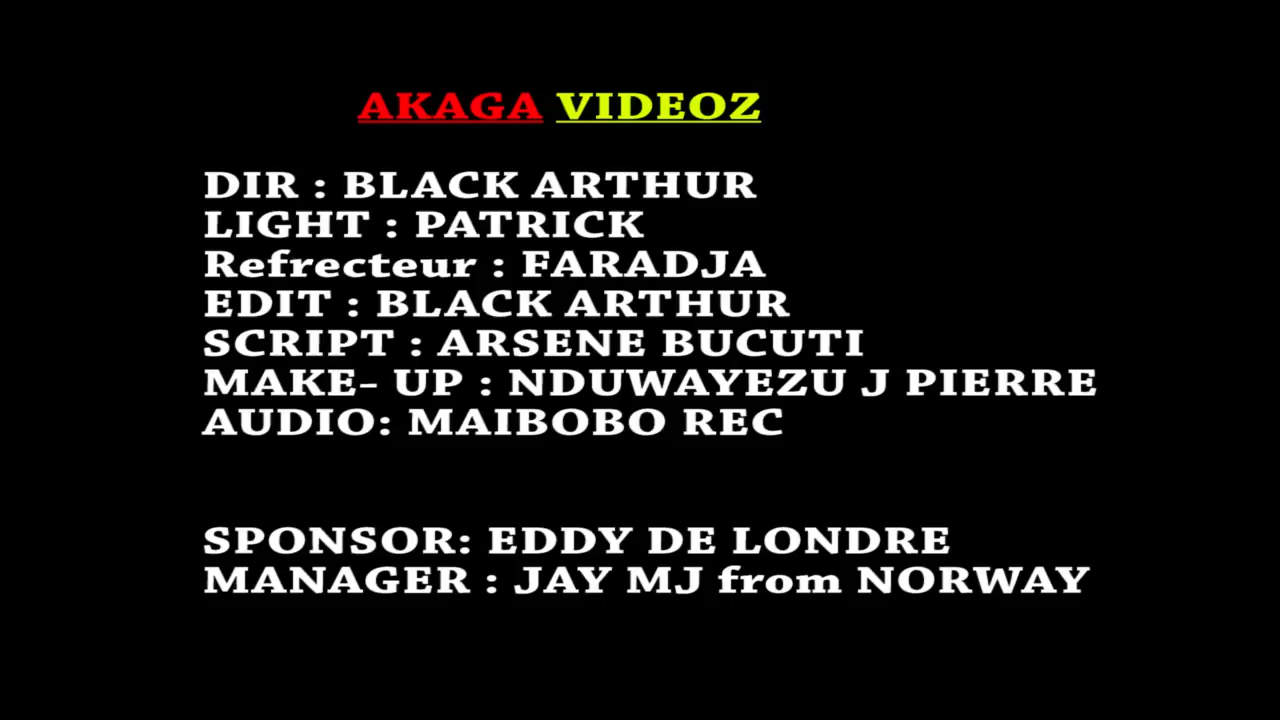 AKAGA VIDEOZ
DIR : BLACK ARTHUR
LIGHT : PATRICK
Refrecteur : FARADJA
EDIT : BLACK ARTHUR
SCRIPT : ARSENE BUCUTI
MAKE- UP : NDUWAYEZU J PIERRE
AUDIO: MAIBOBO REC
SPONSOR: EDDY DE LONDRE
MANAGER : JAY MJ from NORWAY